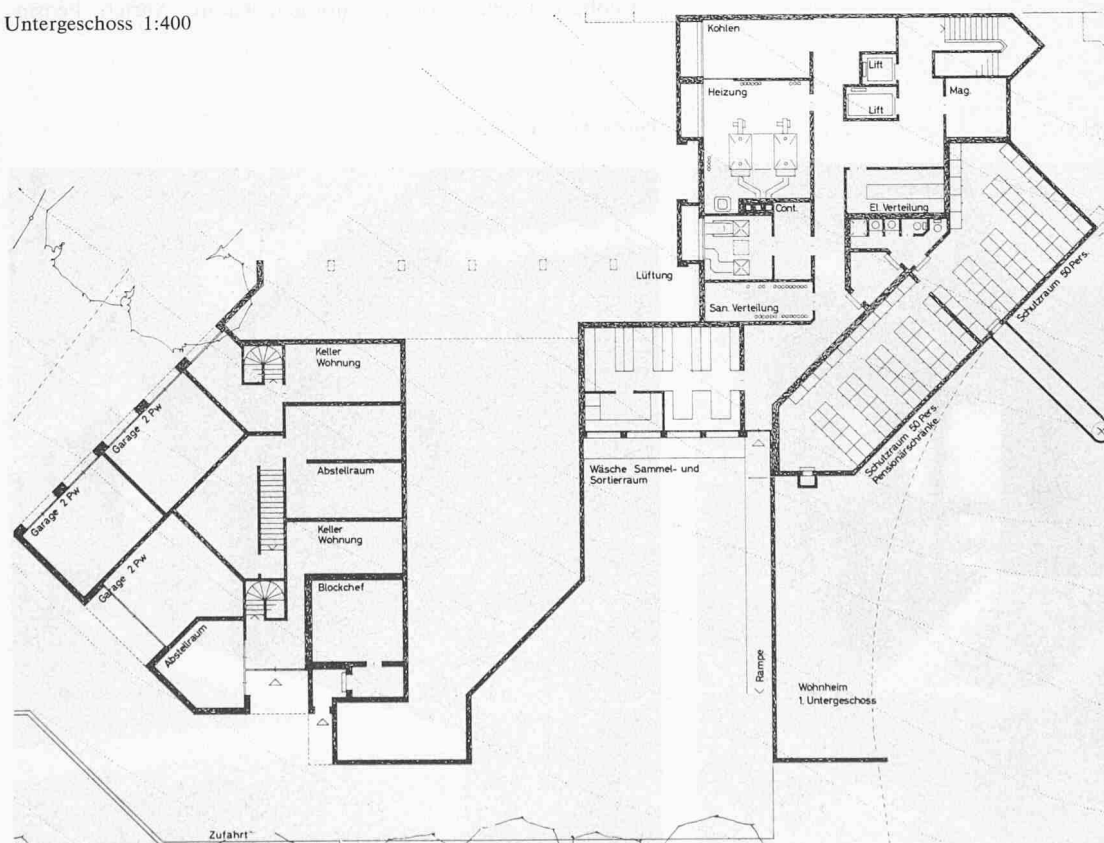 Untergeschoss 1:400
Kohlen
Lift
Heizung
Mag.
Lift
Cont.
El. Verteilung
Lüftung
San. Verteilung
Schutzraum 50 Pers.
Keller
Wohnung
Garage 2 Pw
Garage 2 Pw
Garage 2 Pw
Abstellraum
Schutzraum 50 Pers.
Pensionärschränke
Wäsche Sammel- und
Sortierraum
Keller
Wohnung
Blockchef
Abstellraum
< Rampe
Wohnheim
1. Untergeschoss
Zufahrt